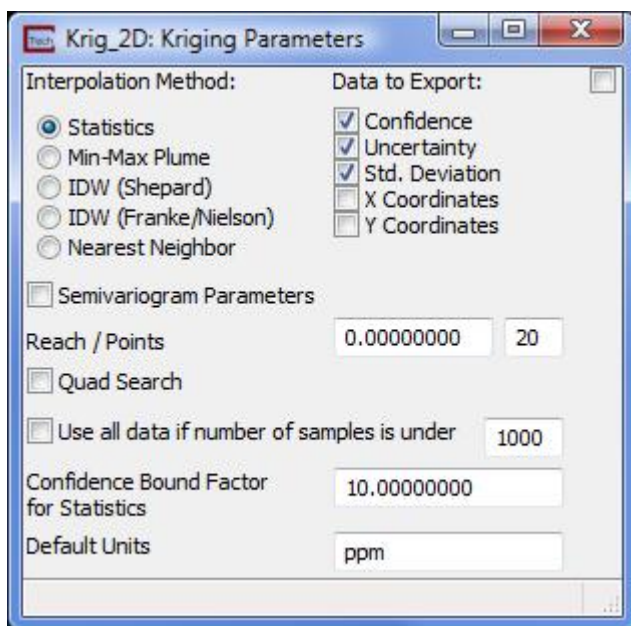 Tech Krig_2D: Kriging Parameters
Interpolation Method:
Statistics
Min-Max Plume
IDW (Shepard)
IDW (Franke/Nielson)
Nearest Neighbor
Data to Export:
Confidence
Uncertainty
Std. Deviation
X Coordinates
Y Coordinates
Semivariogram Parameters
Reach / Points 0.00000000 20
Quad Search
Use all data if number of samples is under 1000
Confidence Bound Factor
for Statistics 10.00000000
Default Units ppm